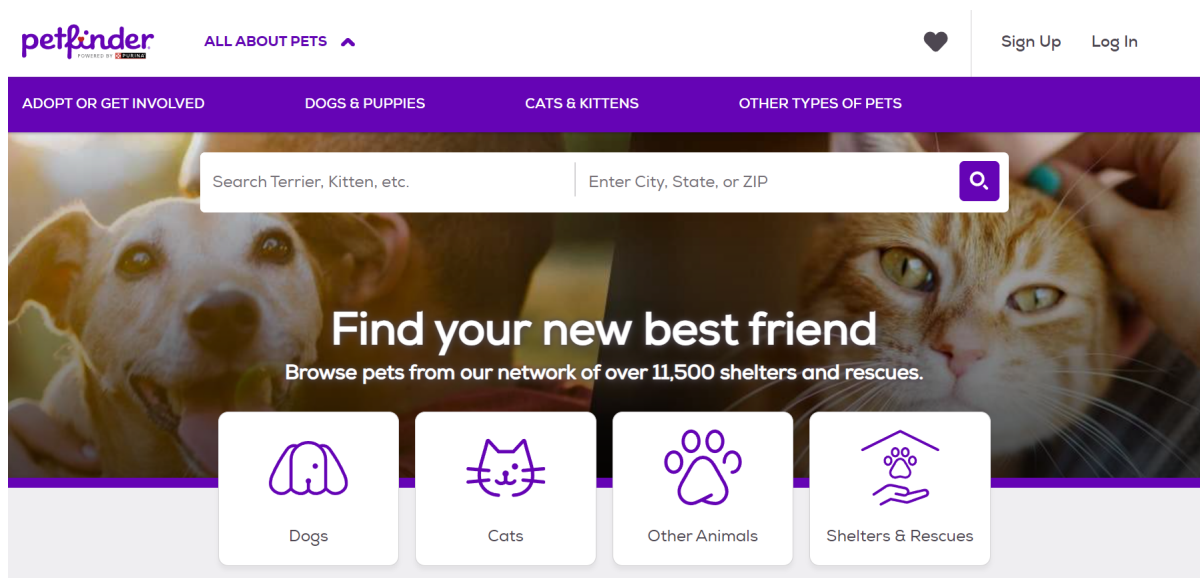 petfinder
POWERED BY PURINA
ALL ABOUT PETS
Sign Up
Log In
ADOPT OR GET INVOLVED
DOGS & PUPPIES
CATS & KITTENS
OTHER TYPES OF PETS
Search Terrier, Kitten, etc.
Enter City, State, or ZIP
Find your new best friend
Browse pets from our network of over 11,500 shelters and rescues.
Dogs
Cats
Other Animals
Shelters & Rescues